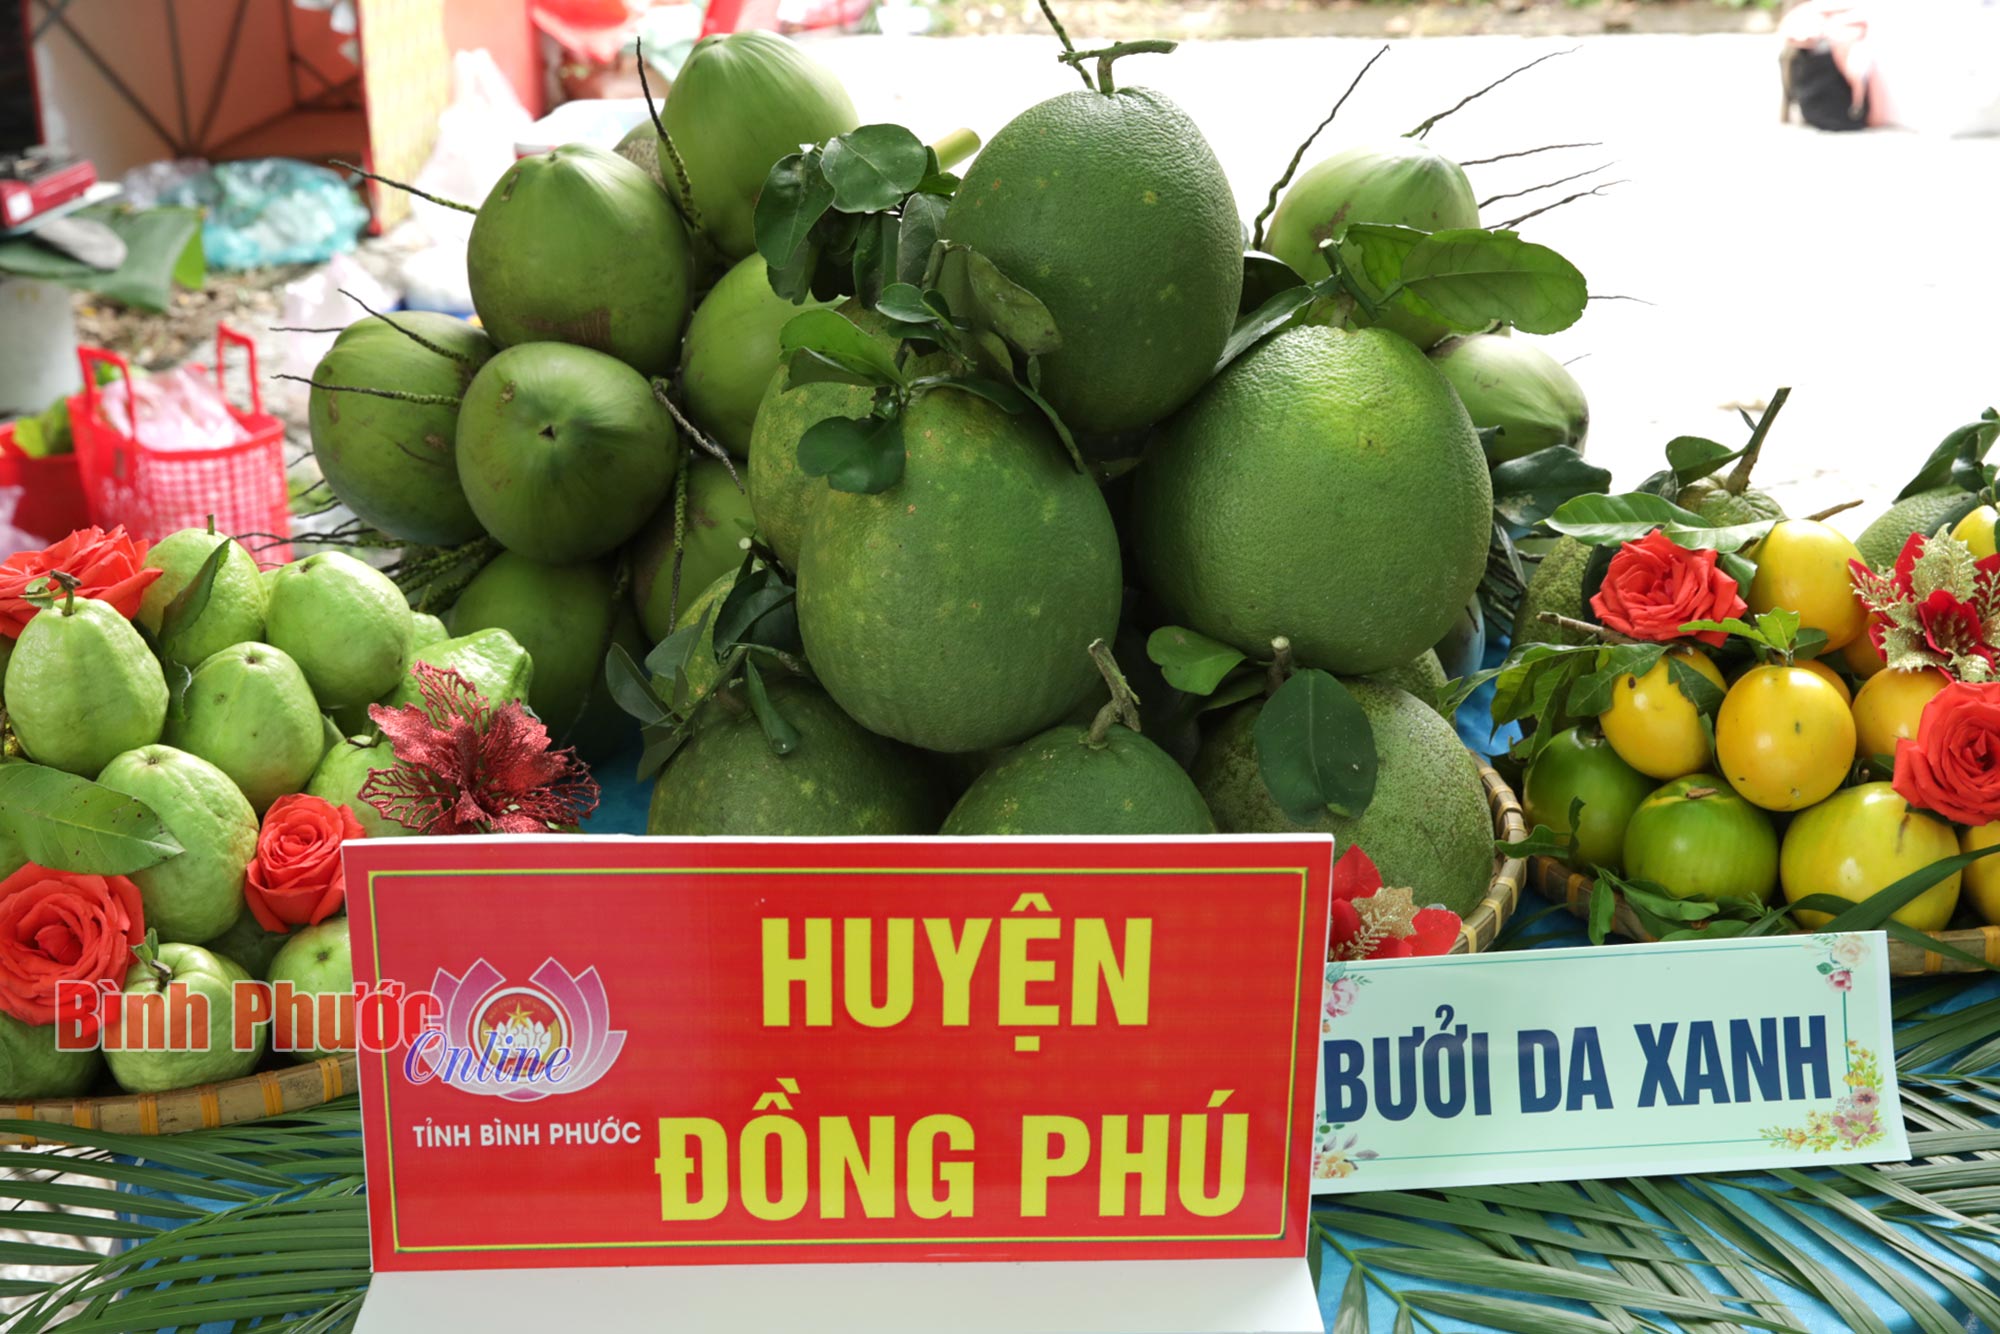 HUYỆN
ĐỒNG PHÚ
Bình Phước
Online
TỈNH BÌNH PHƯỚC
BƯỞI DA XANH